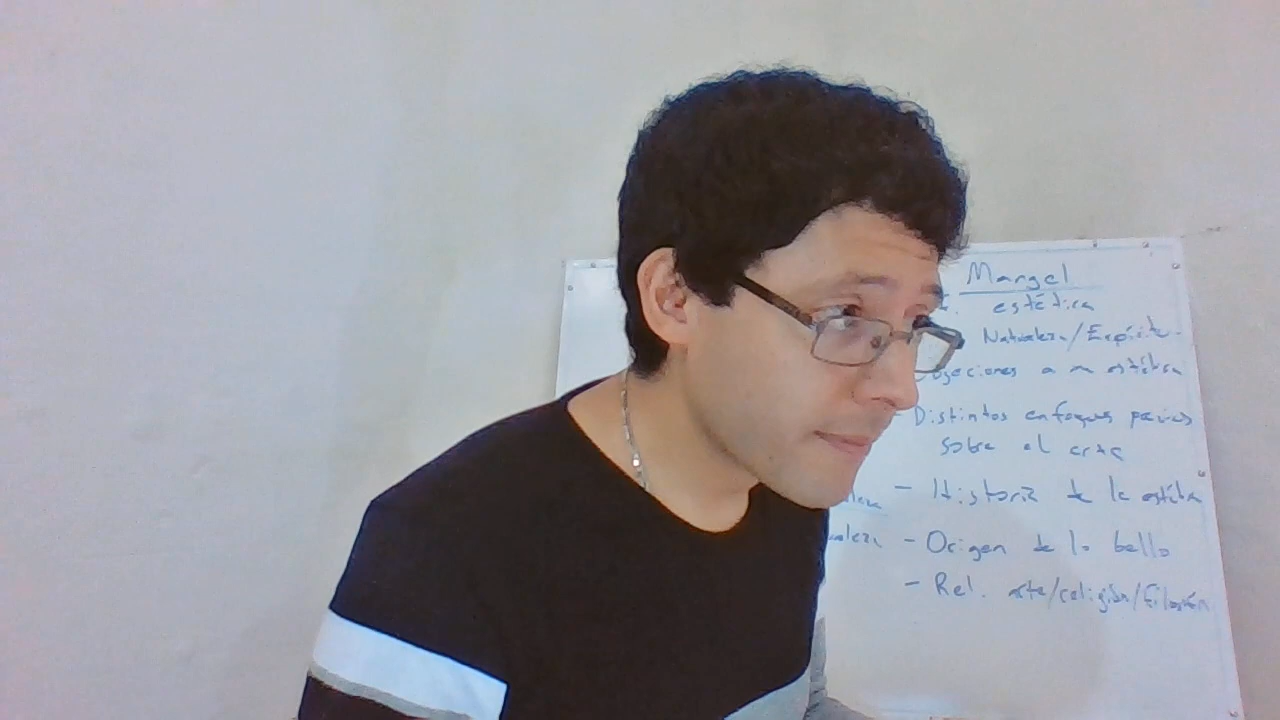 Margel
estética
Naturaleza/Espíritu
Objeciones a la estética
- Distintos enfoques previos
sobre el arte
- Historia de la estética
- Origen de lo bello
- Rel. arte/religión/filosofía